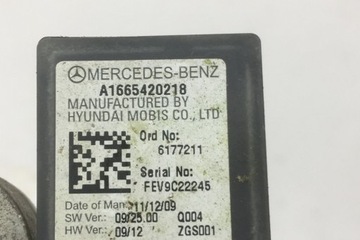 MERCEDES-BENZ
A1665420218
MANUFACTURED BY
HYUNDAI MOBIS CO., LTD
Ord No:
6177211
Serial No:
FEV9C22245
Date of Man.: 11/12/09
SW Ver.: 09/25.00 Q004
HW Ver.: 09/12 ZGS001